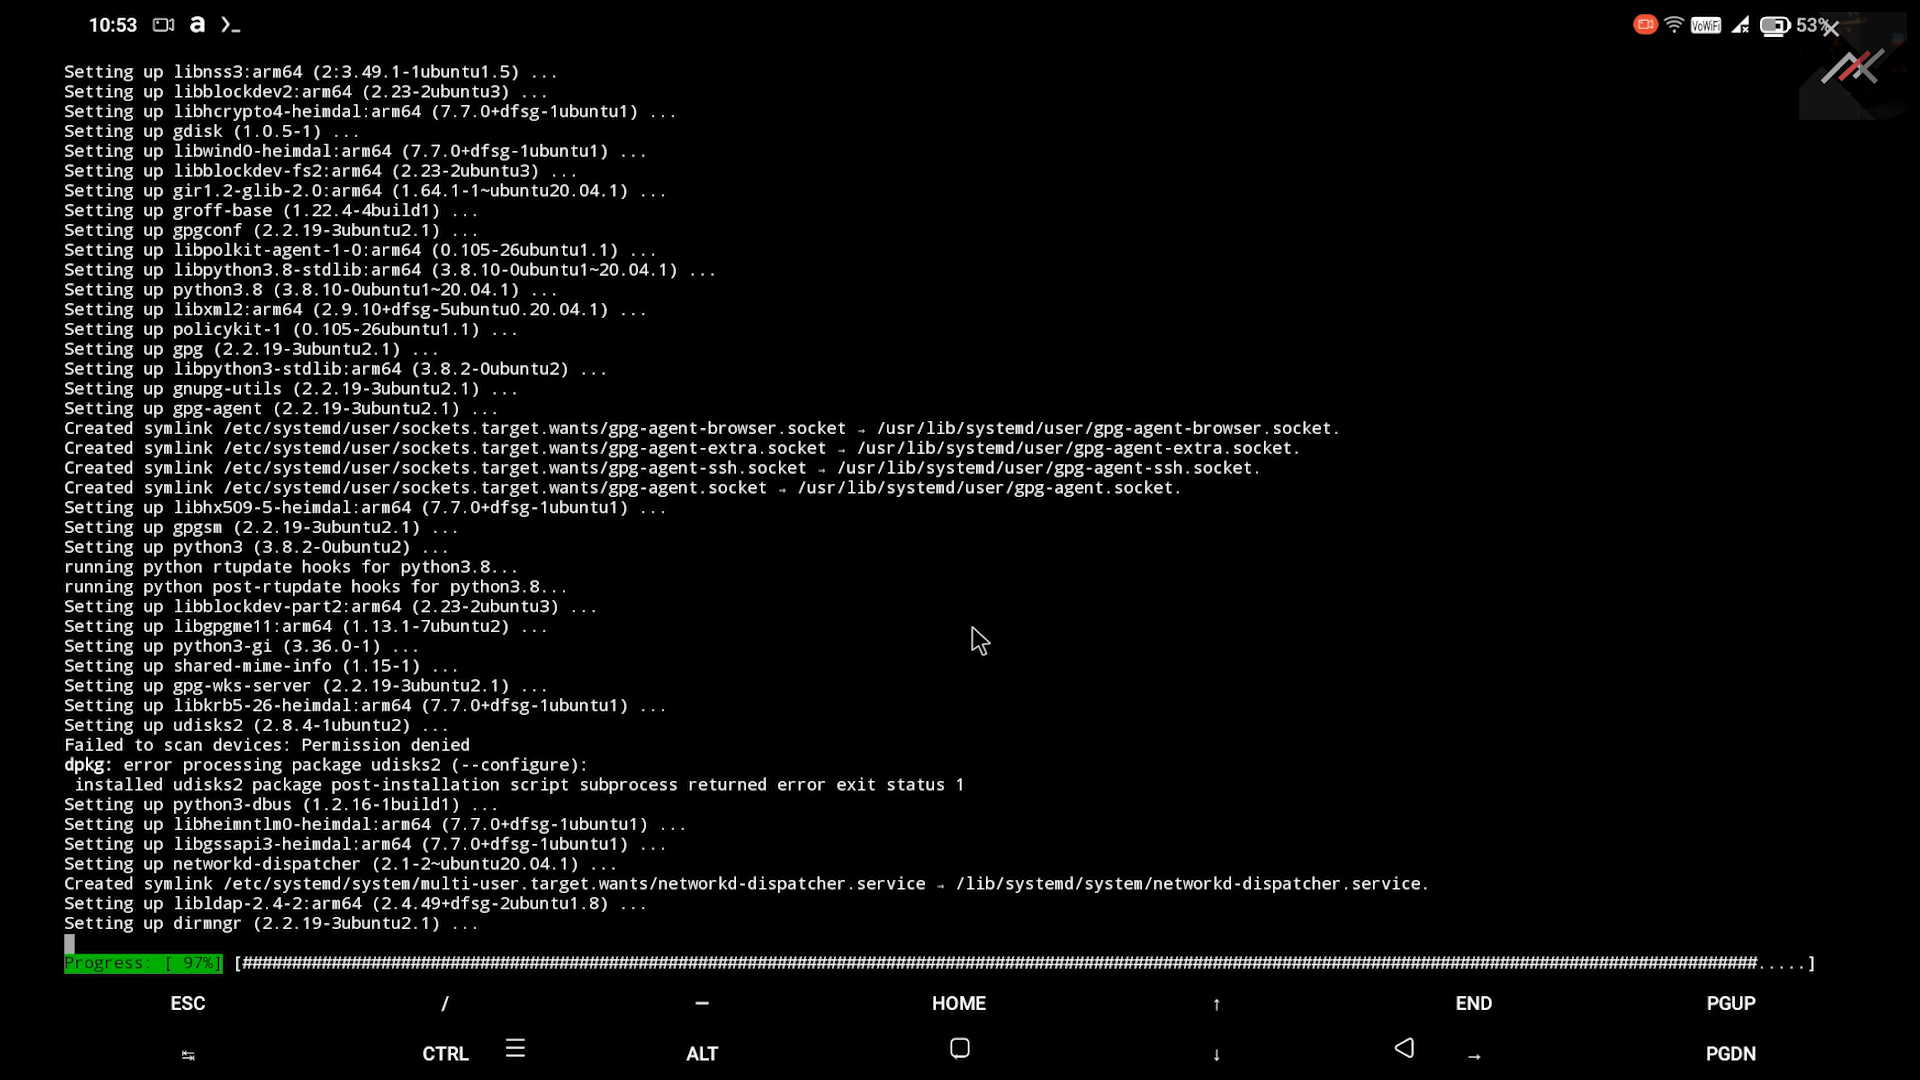 10:53 a >_ VoWiFi 53%
Setting up libnss3:arm64 (2:3.49.1-1ubuntu1.5) ...
Setting up libblockdev2:arm64 (2.23-2ubuntu3) ...
Setting up libhcrypto4-heimdal:arm64 (7.7.0+dfsg-1ubuntu1) ...
Setting up gdisk (1.0.5-1) ...
Setting up libwind0-heimdal:arm64 (7.7.0+dfsg-1ubuntu1) ...
Setting up libblockdev-fs2:arm64 (2.23-2ubuntu3) ...
Setting up gir1.2-glib-2.0:arm64 (1.64.1-1~ubuntu20.04.1) ...
Setting up groff-base (1.22.4-4build1) ...
Setting up gpgconf (2.2.19-3ubuntu2.1) ...
Setting up libpolkit-agent-1-0:arm64 (0.105-26ubuntu1.1) ...
Setting up libpython3.8-stdlib:arm64 (3.8.10-0ubuntu1~20.04.1) ...
Setting up python3.8 (3.8.10-0ubuntu1~20.04.1) ...
Setting up libxml2:arm64 (2.9.10+dfsg-5ubuntu0.20.04.1) ...
Setting up policykit-1 (0.105-26ubuntu1.1) ...
Setting up gpg (2.2.19-3ubuntu2.1) ...
Setting up libpython3-stdlib:arm64 (3.8.2-0ubuntu2) ...
Setting up gnupg-utils (2.2.19-3ubuntu2.1) ...
Setting up gpg-agent (2.2.19-3ubuntu2.1) ...
Created symlink /etc/systemd/user/sockets.target.wants/gpg-agent-browser.socket → /usr/lib/systemd/user/gpg-agent-browser.socket.
Created symlink /etc/systemd/user/sockets.target.wants/gpg-agent-extra.socket → /usr/lib/systemd/user/gpg-agent-extra.socket.
Created symlink /etc/systemd/user/sockets.target.wants/gpg-agent-ssh.socket → /usr/lib/systemd/user/gpg-agent-ssh.socket.
Created symlink /etc/systemd/user/sockets.target.wants/gpg-agent.socket → /usr/lib/systemd/user/gpg-agent.socket.
Setting up libhx509-5-heimdal:arm64 (7.7.0+dfsg-1ubuntu1) ...
Setting up gpgsm (2.2.19-3ubuntu2.1) ...
Setting up python3 (3.8.2-0ubuntu2) ...
running python rtupdate hooks for python3.8...
running python post-rtupdate hooks for python3.8...
Setting up libblockdev-part2:arm64 (2.23-2ubuntu3) ...
Setting up libgpgme11:arm64 (1.13.1-7ubuntu2) ...
Setting up python3-gi (3.36.0-1) ...
Setting up shared-mime-info (1.15-1) ...
Setting up gpg-wks-server (2.2.19-3ubuntu2.1) ...
Setting up libkrb5-26-heimdal:arm64 (7.7.0+dfsg-1ubuntu1) ...
Setting up udisks2 (2.8.4-1ubuntu2) ...
Failed to scan devices: Permission denied
dpkg: error processing package udisks2 (--configure):
 installed udisks2 package post-installation script subprocess returned error exit status 1
Setting up python3-dbus (1.2.16-1build1) ...
Setting up libheimntlm0-heimdal:arm64 (7.7.0+dfsg-1ubuntu1) ...
Setting up libgssapi3-heimdal:arm64 (7.7.0+dfsg-1ubuntu1) ...
Setting up networkd-dispatcher (2.1-2~ubuntu20.04.1) ...
Created symlink /etc/systemd/system/multi-user.target.wants/networkd-dispatcher.service → /lib/systemd/system/networkd-dispatcher.service.
Setting up libldap-2.4-2:arm64 (2.4.49+dfsg-2ubuntu1.8) ...
Setting up dirmngr (2.2.19-3ubuntu2.1) ...
Progress: [ 97%] [#########################################################################################################################################################.....]
ESC / — HOME ↑ END PGUP
↹ CTRL ALT ↓ → PGDN